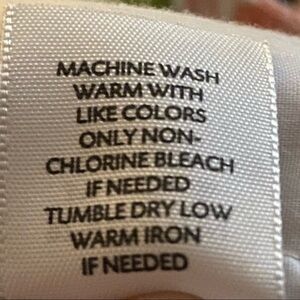 MACHINE WASH
WARM WITH
LIKE COLORS
ONLY NON-
CHLORINE BLEACH
IF NEEDED
TUMBLE DRY LOW
WARM IRON
IF NEEDED